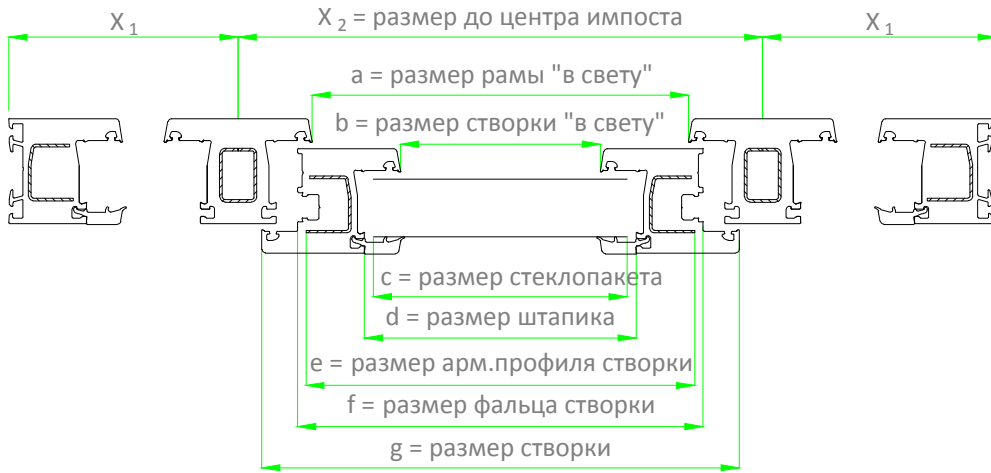 X 1
X 2 = размер до центра импоста
X 1
a = размер рамы "в свету"
b = размер створки "в свету"
c = размер стеклопакета
d = размер штапика
e = размер арм.профиля створки
f = размер фальца створки
g = размер створки